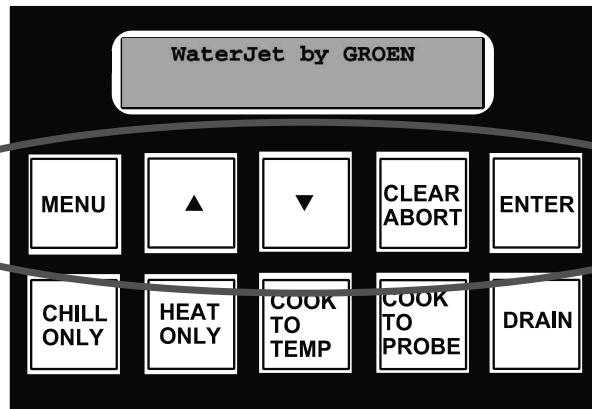 WaterJet by GROEN
MENU
▲
▼
CLEAR
ABORT
ENTER
CHILL
ONLY
HEAT
ONLY
COOK
TO
TEMP
COOK
TO
PROBE
DRAIN